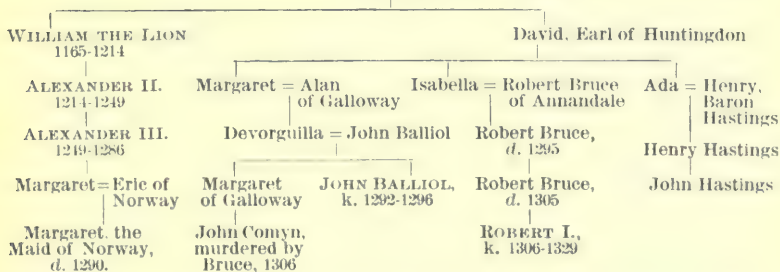 WILLIAM THE LION David, Earl of Huntingdon
1165-1214
ALEXANDER II. Margaret = Alan Isabella = Robert Bruce Ada = Henry,
1214-1249 of Galloway of Annandale Baron
Hastings
ALEXANDER III. Devorguilla = John Balliol Robert Bruce,
1249-1286 d. 1295 Henry Hastings
Margaret = Eric of Margaret JOHN BALLIOL, Robert Bruce, John Hastings
Norway of Galloway k. 1292-1296 d. 1305
Margaret, the John Comyn, ROBERT I.,
Maid of Norway, murdered by k. 1306-1329
d. 1290. Bruce, 1306